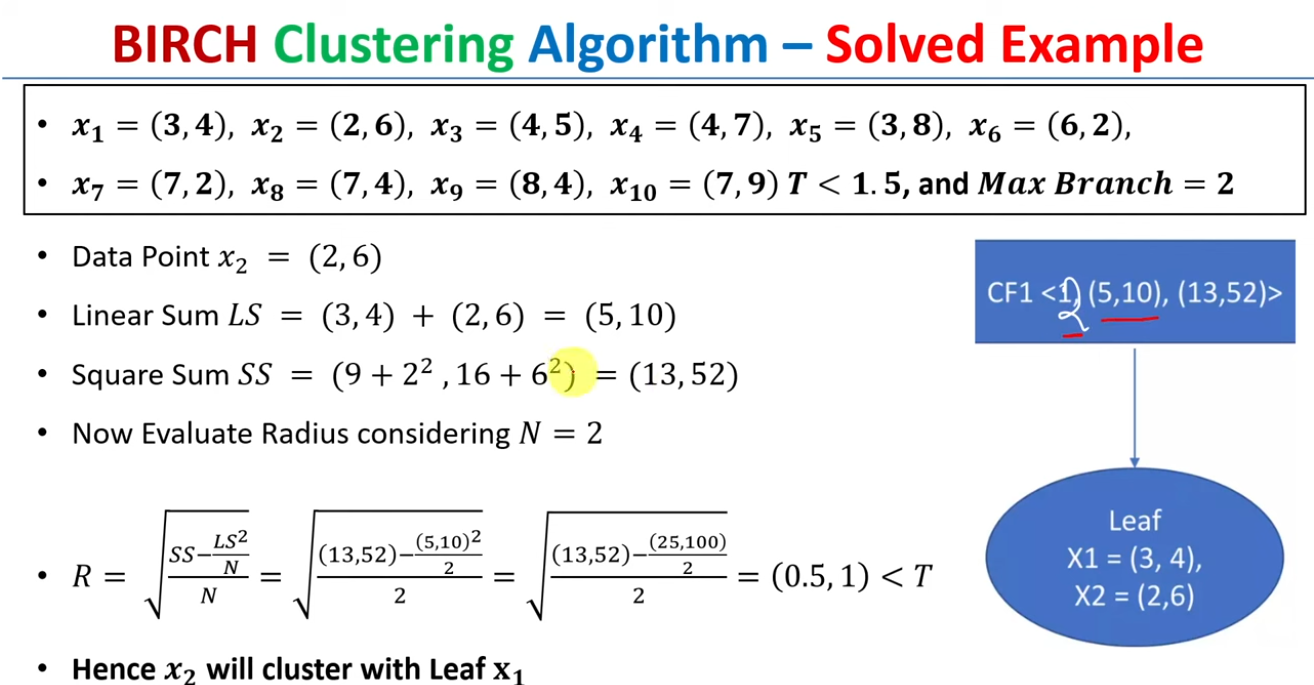 BIRCH Clustering Algorithm – Solved Example
• x₁ = (3, 4), x₂ = (2, 6), x₃ = (4, 5), x₄ = (4, 7), x₅ = (3, 8), x₆ = (6, 2),
• x₇ = (7, 2), x₈ = (7, 4), x₉ = (8, 4), x₁₀ = (7, 9) T < 1.5, and Max Branch = 2
• Data Point x₂ = (2, 6)
• Linear Sum LS = (3, 4) + (2, 6) = (5, 10)
• Square Sum SS = (9 + 2², 16 + 6²) = (13, 52)
• Now Evaluate Radius considering N = 2
• R = √((SS−LS²/N)/N) = √(((13,52)−(5,10)²/2)/2) = √(((13,52)−(25,100)/2)/2) = (0.5, 1) < T
• Hence x₂ will cluster with Leaf x₁
CF1 <1, (5,10), (13,52)>
2
Leaf
X1 = (3, 4),
X2 = (2,6)